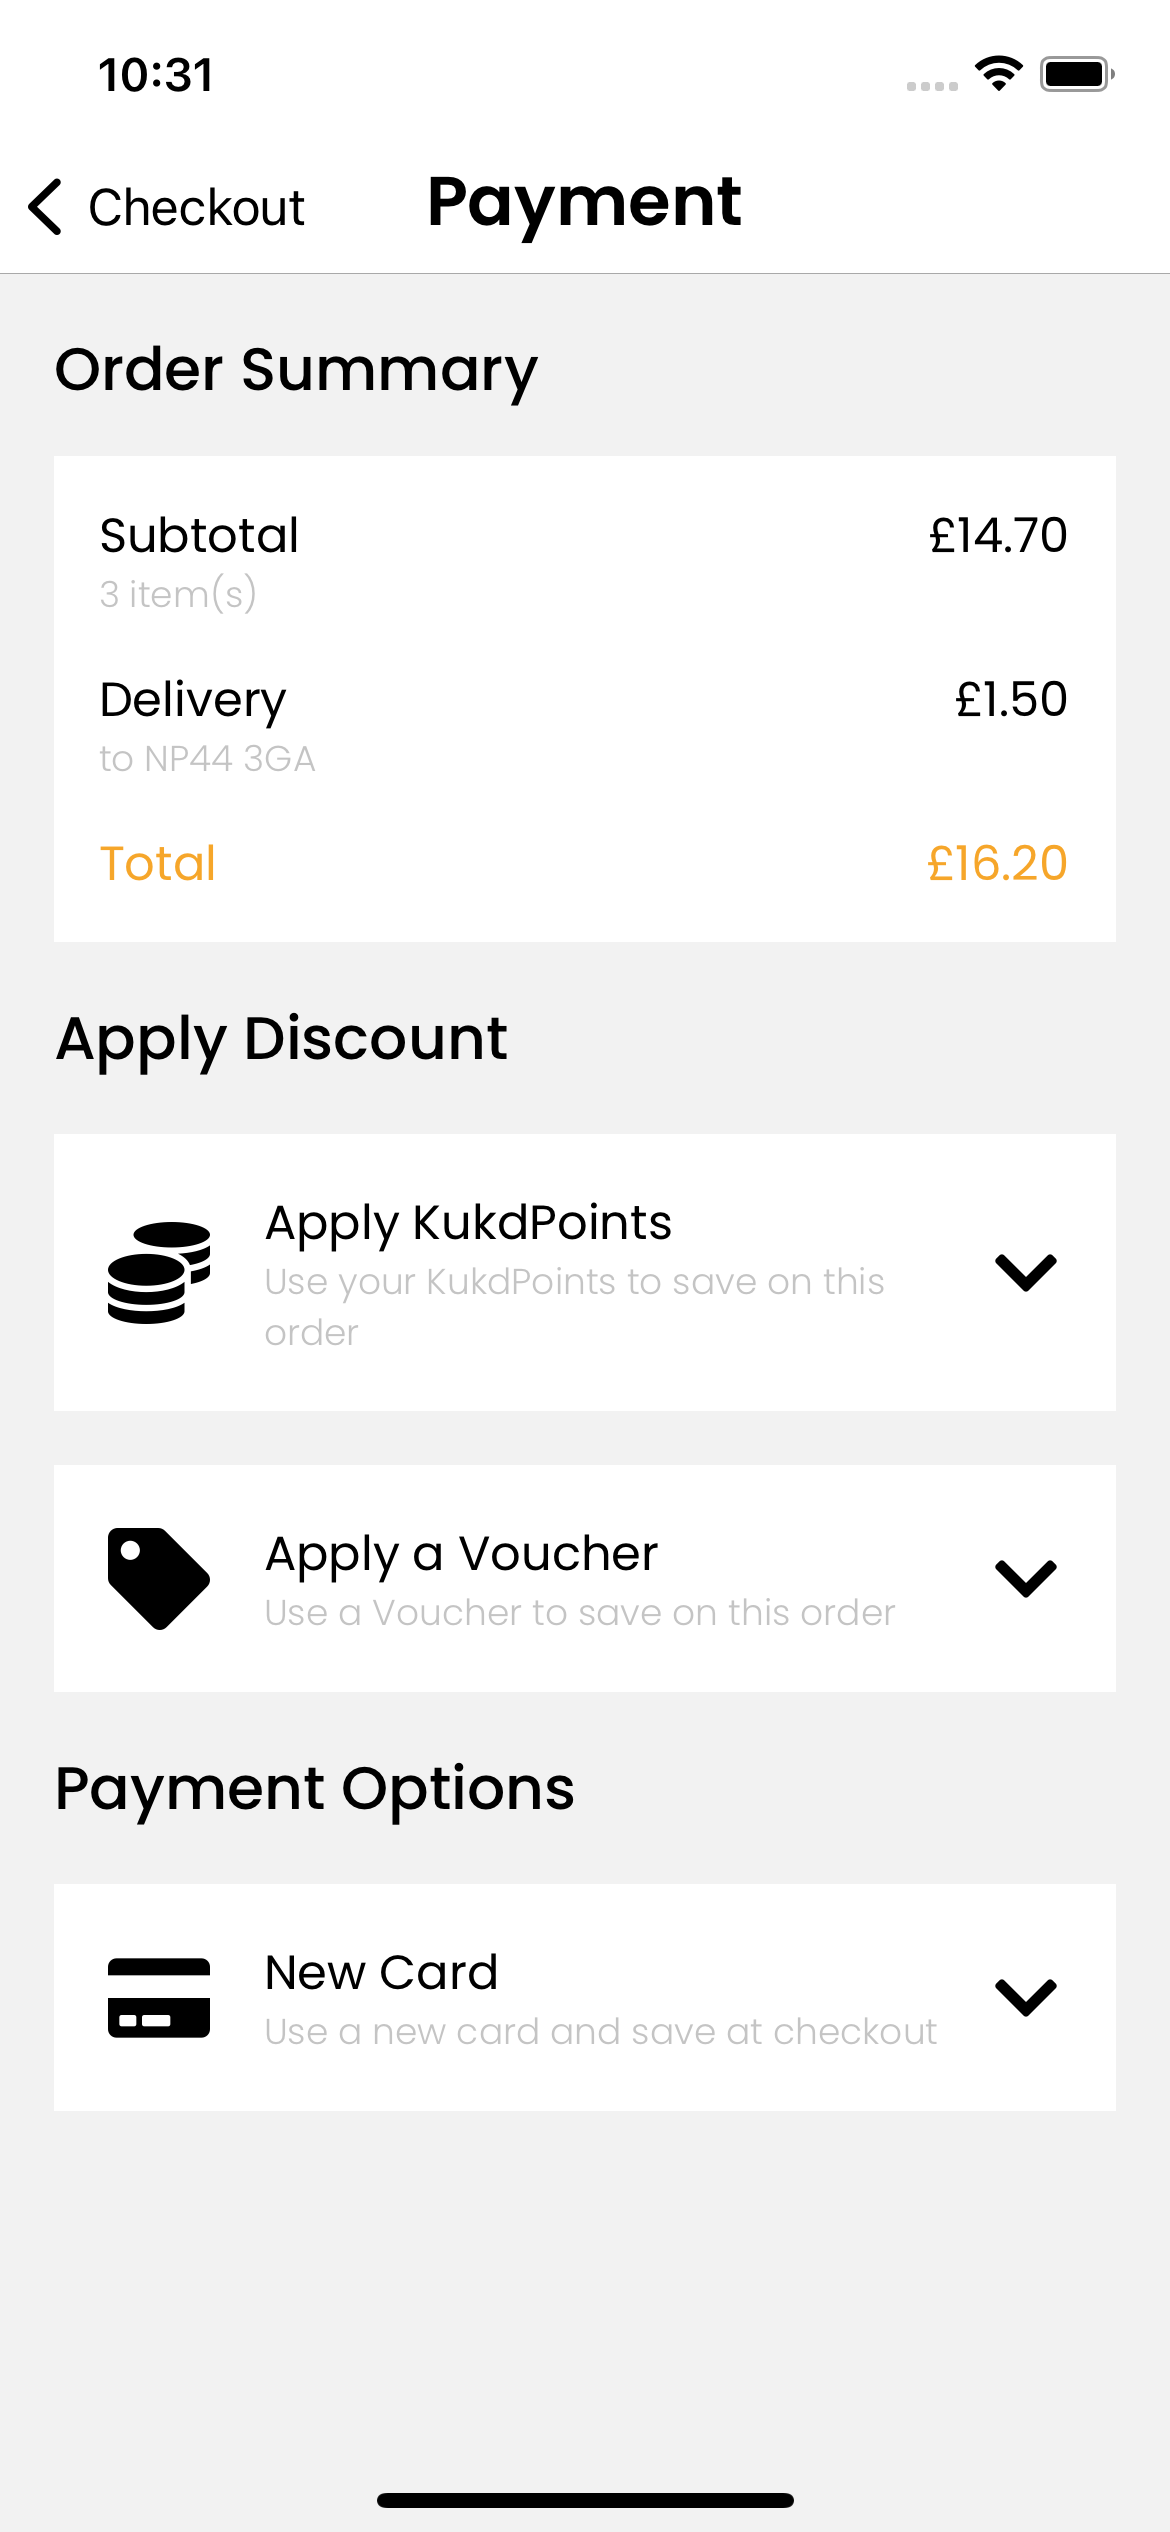 10:31
Checkout
Payment
Order Summary
Subtotal £14.70
3 item(s)
Delivery £1.50
to NP44 3GA
Total £16.20
Apply Discount
Apply KukdPoints
Use your KukdPoints to save on this
order
Apply a Voucher
Use a Voucher to save on this order
Payment Options
New Card
Use a new card and save at checkout